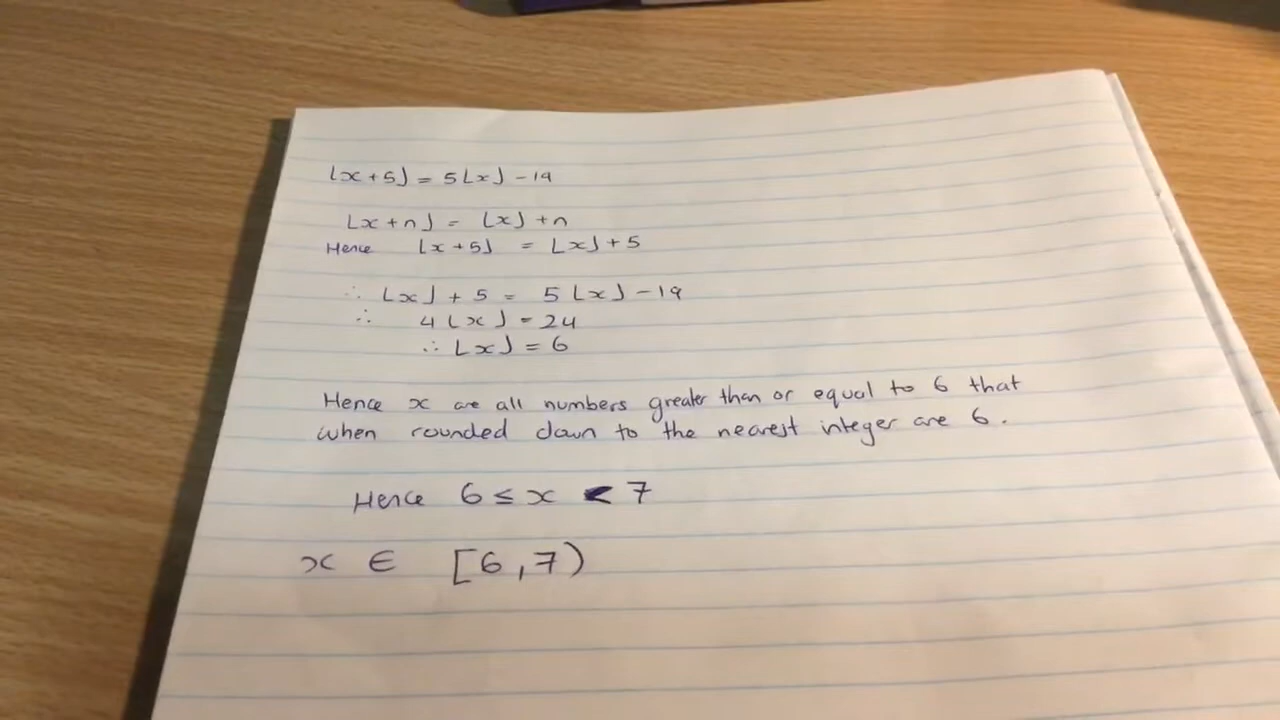 ⌊x+5⌋ = 5⌊x⌋ - 19
⌊x+n⌋ = ⌊x⌋ + n
Hence ⌊x+5⌋ = ⌊x⌋ + 5
∴ ⌊x⌋ + 5 = 5⌊x⌋ - 19
∴ 4⌊x⌋ = 24
∴ ⌊x⌋ = 6
Hence x are all numbers greater than or equal to 6 that
when rounded down to the nearest integer are 6.
Hence 6 ≤ x < 7
x ∈ [6,7)